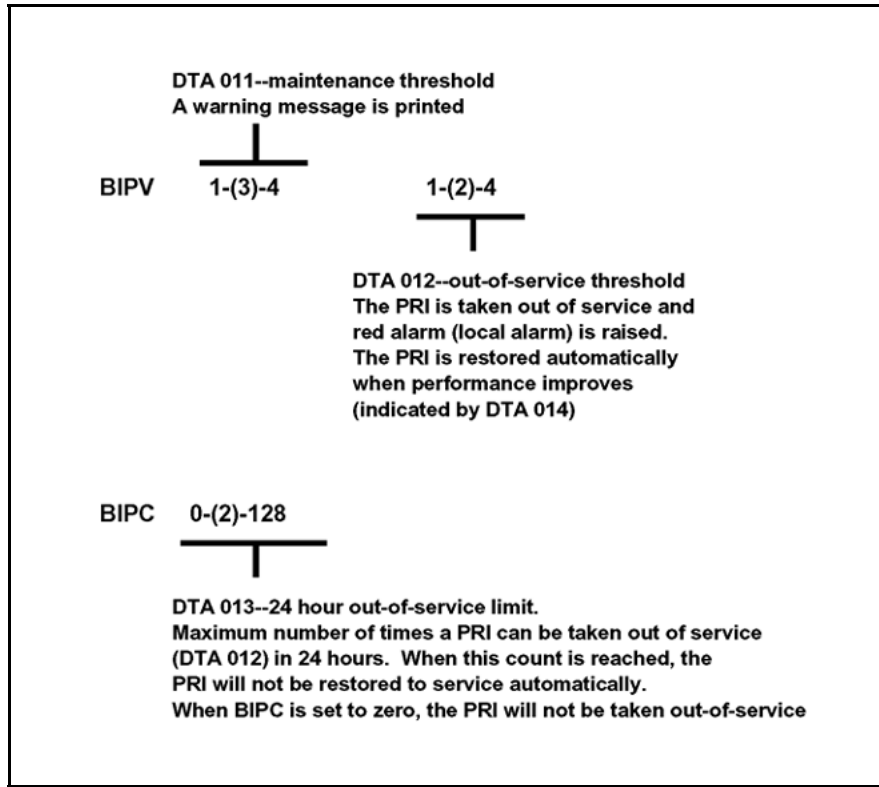 DTA 011--maintenance threshold
A warning message is printed
BIPV 1-(3)-4 1-(2)-4
DTA 012--out-of-service threshold
The PRI is taken out of service and
red alarm (local alarm) is raised.
The PRI is restored automatically
when performance improves
(indicated by DTA 014)
BIPC 0-(2)-128
DTA 013--24 hour out-of-service limit.
Maximum number of times a PRI can be taken out of service
(DTA 012) in 24 hours. When this count is reached, the
PRI will not be restored to service automatically.
When BIPC is set to zero, the PRI will not be taken out-of-service